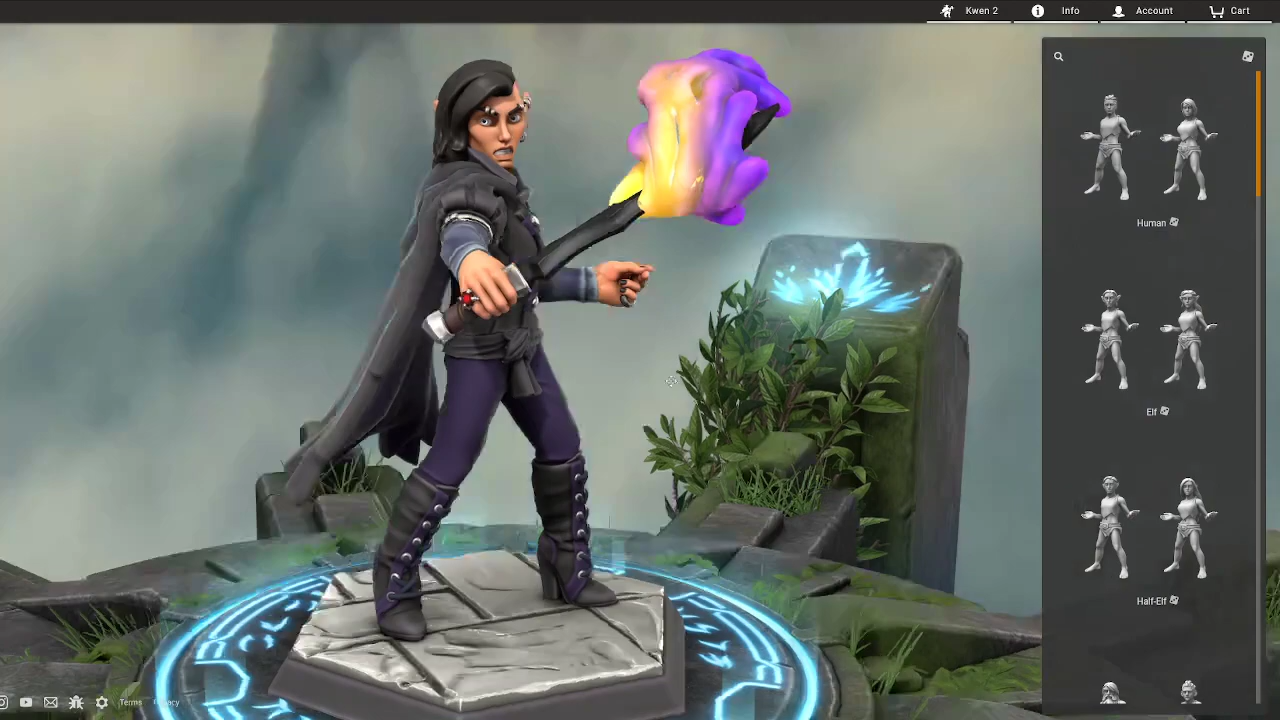 Kwen 2
Info
Account
Cart
Human
Elf
Half-Elf
Terms